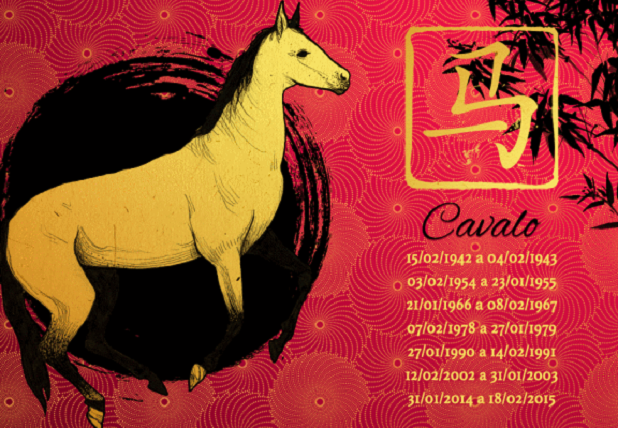 马
Cavalo
15/02/1942 a 04/02/1943
03/02/1954 a 23/01/1955
21/01/1966 a 08/02/1967
07/02/1978 a 27/01/1979
27/01/1990 a 14/02/1991
12/02/2002 a 31/01/2003
31/01/2014 a 18/02/2015